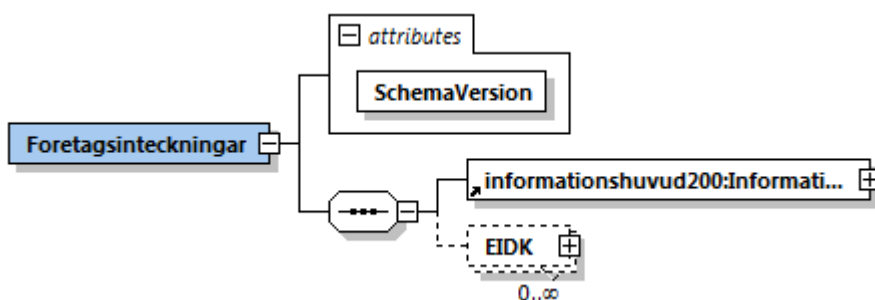 attributes
SchemaVersion
Foretagsinteckningar
informationshuvud200:Informati...
EIDK
0..∞